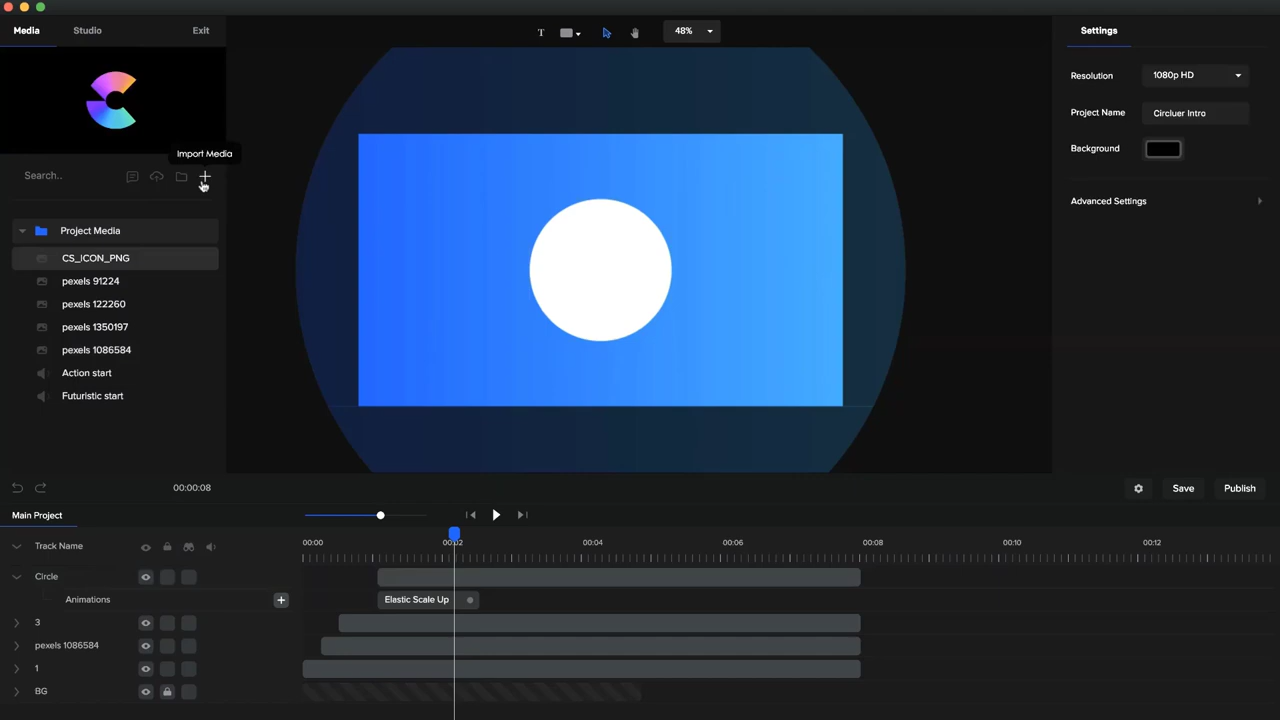 Media Studio Exit
T 48%
Settings
Resolution 1080p HD
Project Name Circluer Intro
Background
Advanced Settings
Import Media
Search..
Project Media
CS_ICON_PNG
pexels 91224
pexels 122260
pexels 1350197
pexels 1086584
Action start
Futuristic start
00:00:08
Save Publish
Main Project
Track Name
00:00 00:02 00:04 00:06 00:08 00:10 00:12
Circle
Animations Elastic Scale Up
3
pexels 1086584
1
BG